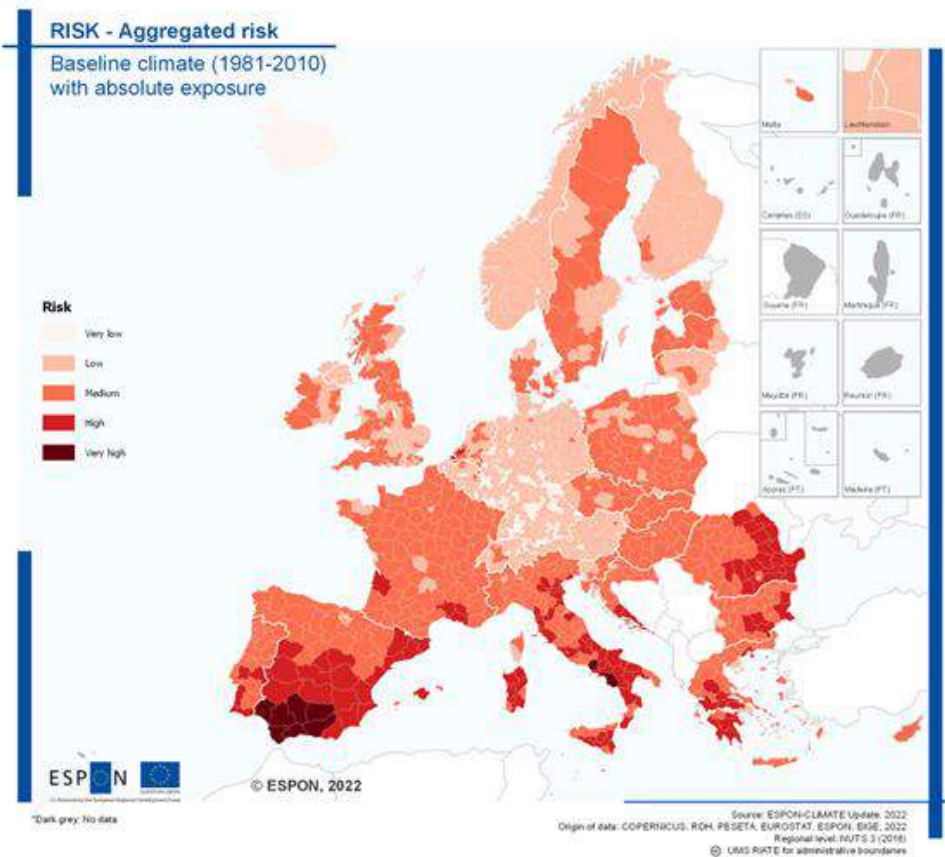 RISK - Aggregated risk
Baseline climate (1981-2010)
with absolute exposure
Malta
Liechtenstein
Canarias (ES)
Guadeloupe (FR)
Guyane (FR)
Martinique (FR)
Mayotte (FR)
Reunion (FR)
Açores (PT)
Madeira (PT)
Risk
Very low
Low
Medium
High
Very high
ESPON
© ESPON, 2022
*Dark grey: No data
Source: ESPON-CLIMATE Update, 2022
Origin of data: COPERNICUS, RDH, PESETA, EUROSTAT, ESPON, EIGE, 2022
Regional level: NUTS 3 (2016)
UMS RIATE for administrative boundaries